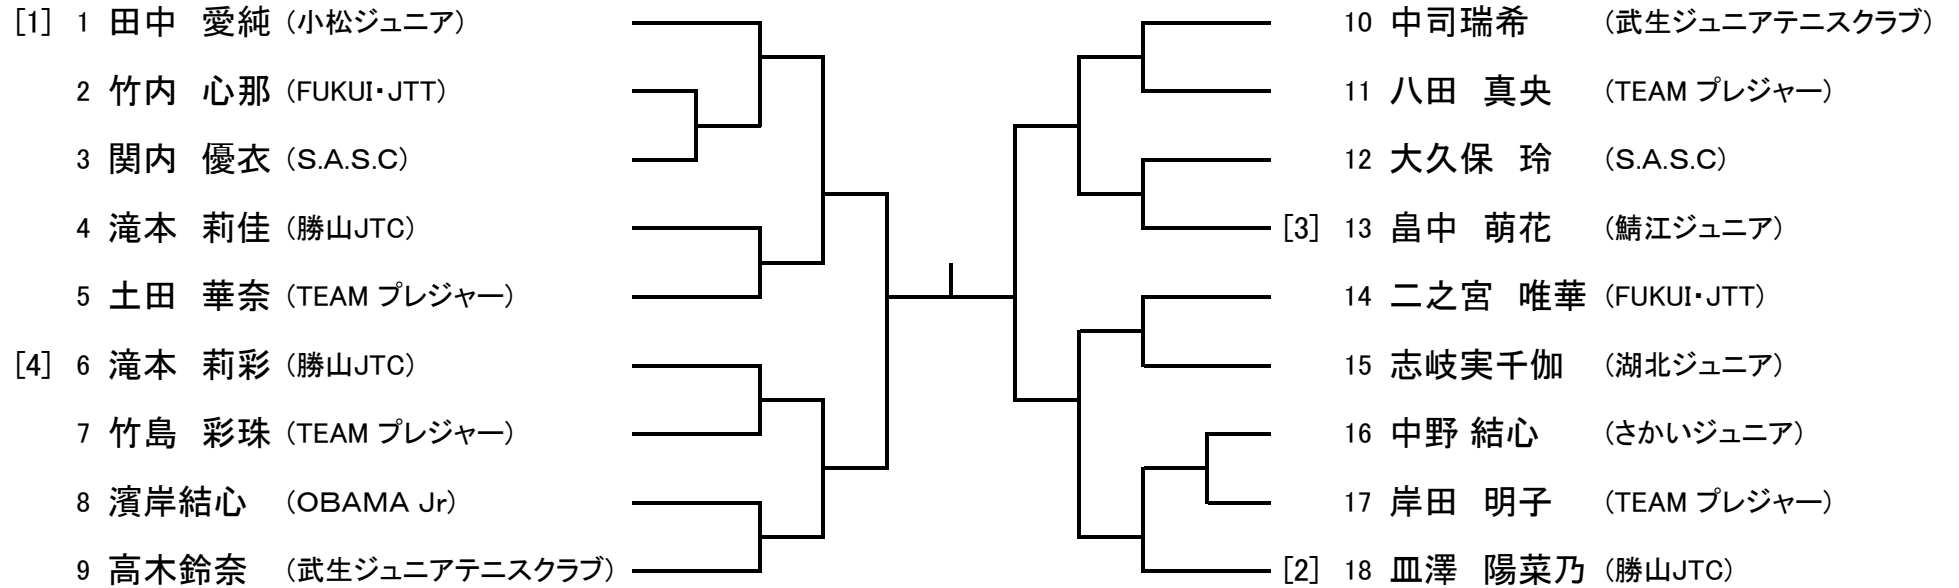 [1] 1 田中 愛純 (小松ジュニア)
2 竹内 心那 (FUKUI・JTT)
3 関内 優衣 (S.A.S.C)
4 滝本 莉佳 (勝山JTC)
5 土田 華奈 (TEAM プレジャー)
[4] 6 滝本 莉彩 (勝山JTC)
7 竹島 彩珠 (TEAM プレジャー)
8 濱岸結心 (OBAMA Jr)
9 高木鈴奈 (武生ジュニアテニスクラブ)
10 中司瑞希 (武生ジュニアテニスクラブ)
11 八田 真央 (TEAM プレジャー)
12 大久保 玲 (S.A.S.C)
[3] 13 畠中 萌花 (鯖江ジュニア)
14 二之宮 唯華 (FUKUI・JTT)
15 志岐実千伽 (湖北ジュニア)
16 中野 結心 (さかいジュニア)
17 岸田 明子 (TEAM プレジャー)
[2] 18 皿澤 陽菜乃 (勝山JTC)